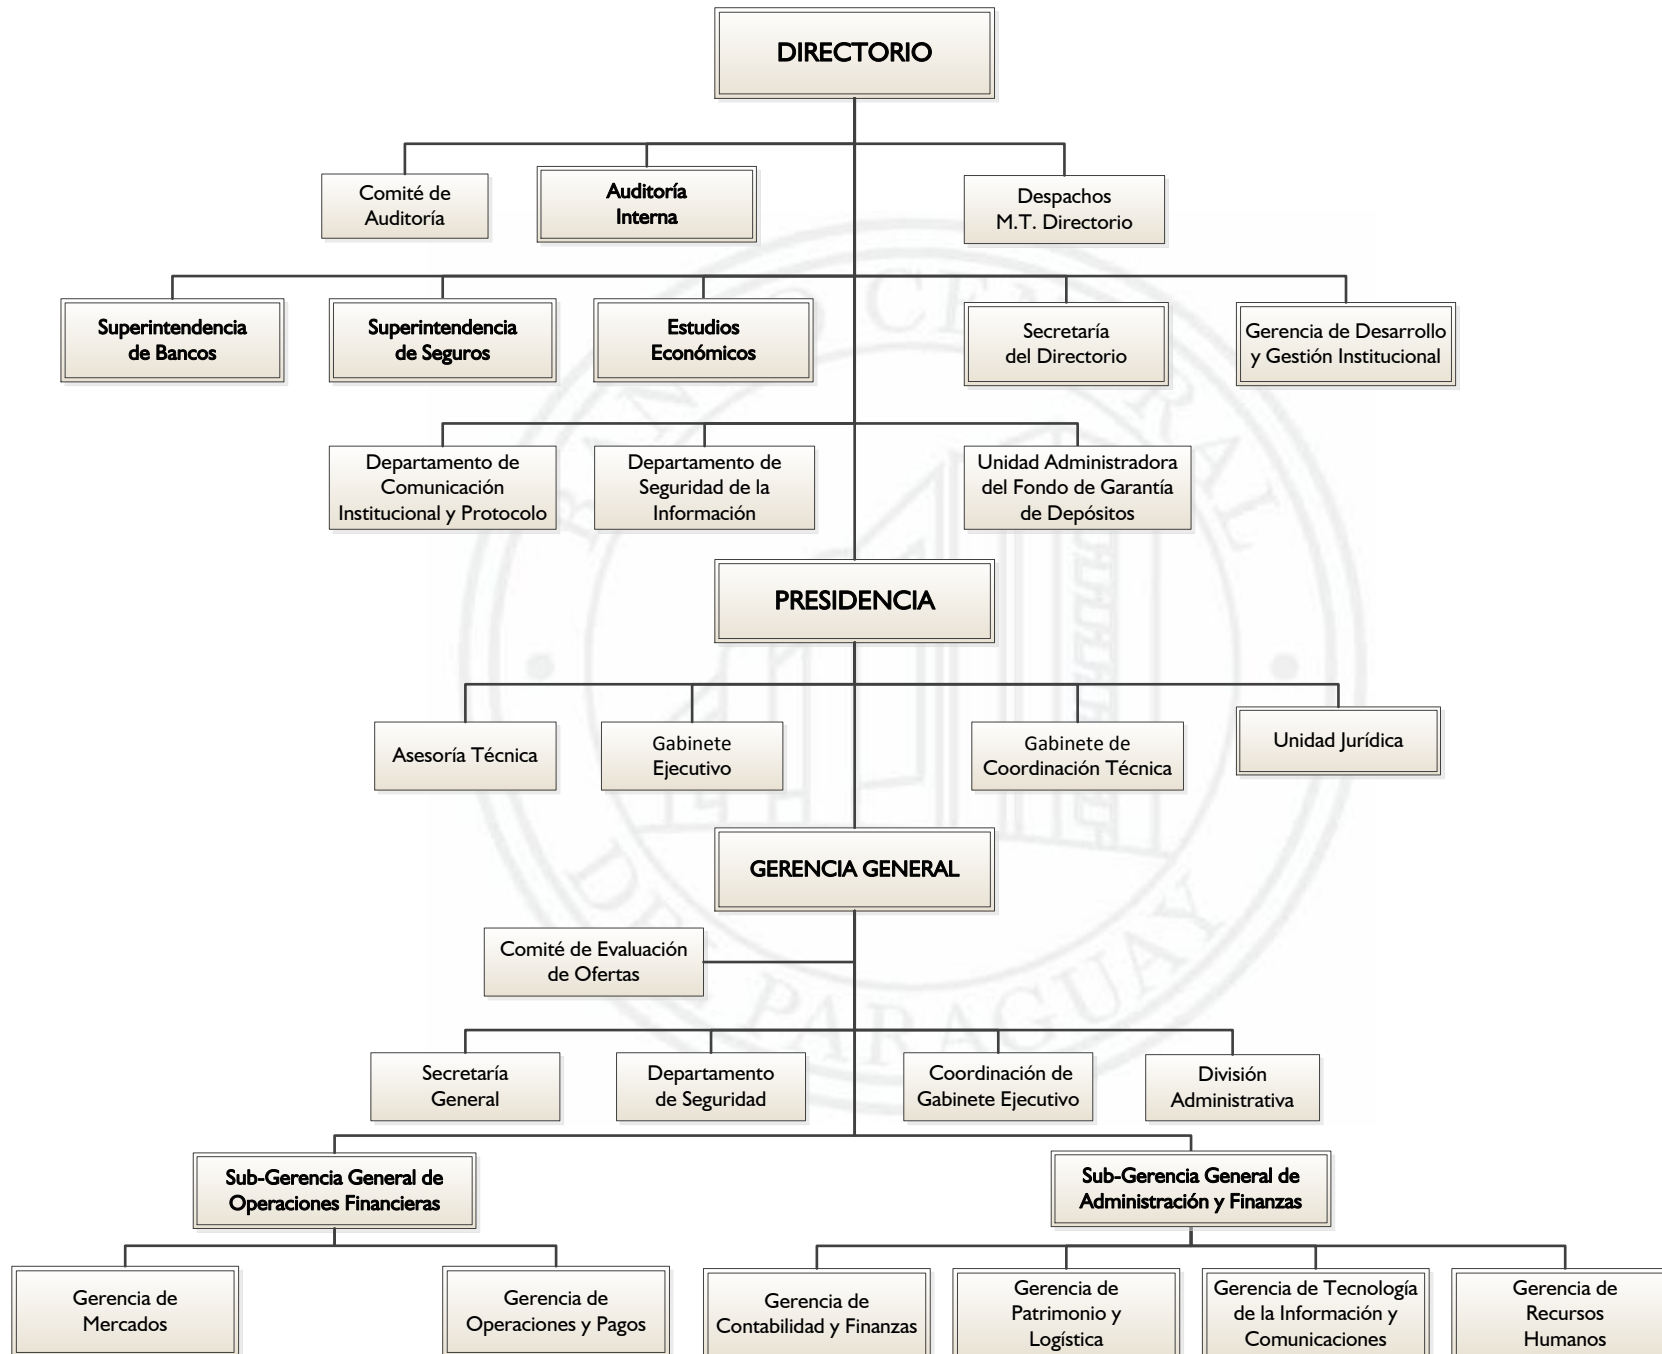 DIRECTORIO
Comité de
Auditoría
Auditoría
Interna
Despachos
M.T. Directorio
Superintendencia
de Bancos
Superintendencia
de Seguros
Estudios
Económicos
Secretaría
del Directorio
Gerencia de Desarrollo
y Gestión Institucional
Departamento de
Comunicación
Institucional y Protocolo
Departamento de
Seguridad de la
Información
Unidad Administradora
del Fondo de Garantía
de Depósitos
PRESIDENCIA
Asesoría Técnica
Gabinete
Ejecutivo
Gabinete de
Coordinación Técnica
Unidad Jurídica
GERENCIA GENERAL
Comité de Evaluación
de Ofertas
Secretaría
General
Departamento
de Seguridad
Coordinación de
Gabinete Ejecutivo
División
Administrativa
Sub-Gerencia General de
Operaciones Financieras
Sub-Gerencia General de
Administración y Finanzas
Gerencia de
Mercados
Gerencia de
Operaciones y Pagos
Gerencia de
Contabilidad y Finanzas
Gerencia de
Patrimonio y
Logística
Gerencia de Tecnología
de la Información y
Comunicaciones
Gerencia de
Recursos
Humanos
BANCO CENTRAL
DEL PARAGUAY